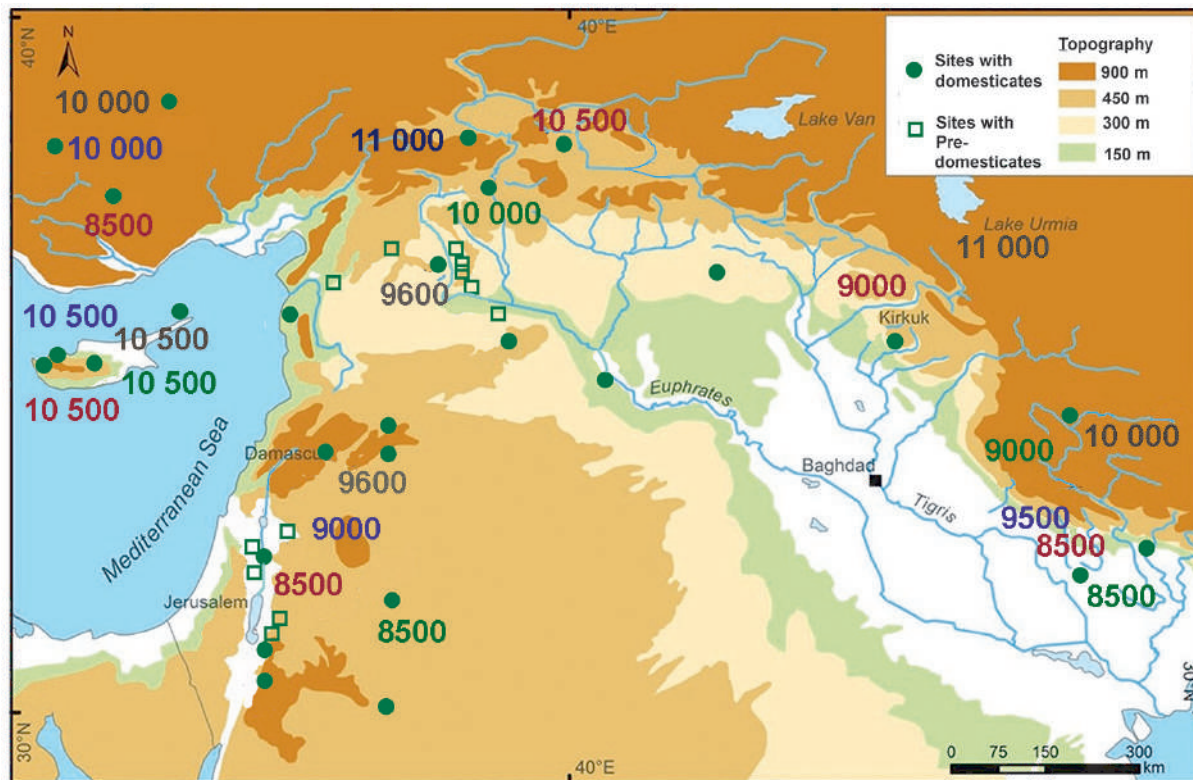 40°N
40°E
N
Sites with
domesticates
Sites with
Pre-
domesticates
Topography
900 m
450 m
300 m
150 m
10 000
10 000
8500
11 000
10 500
Lake Van
10 000
Lake Urmia
11 000
9600
9000
Kirkuk
10 500
10 500
10 500
10 500
Mediterranean Sea
Euphrates
Damascu
9600
Baghdad
Tigris
9000
10 000
9000
8500
9500
8500
8500
Jerusalem
8500
30°N
30°N
40°E
0 75 150 300
km